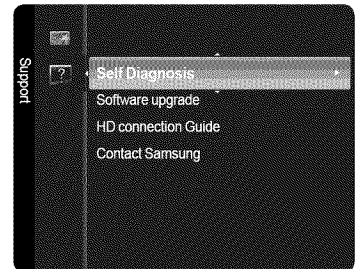 Support
?
Self Diagnosis
Software upgrade
HD connection Guide
Contact Samsung